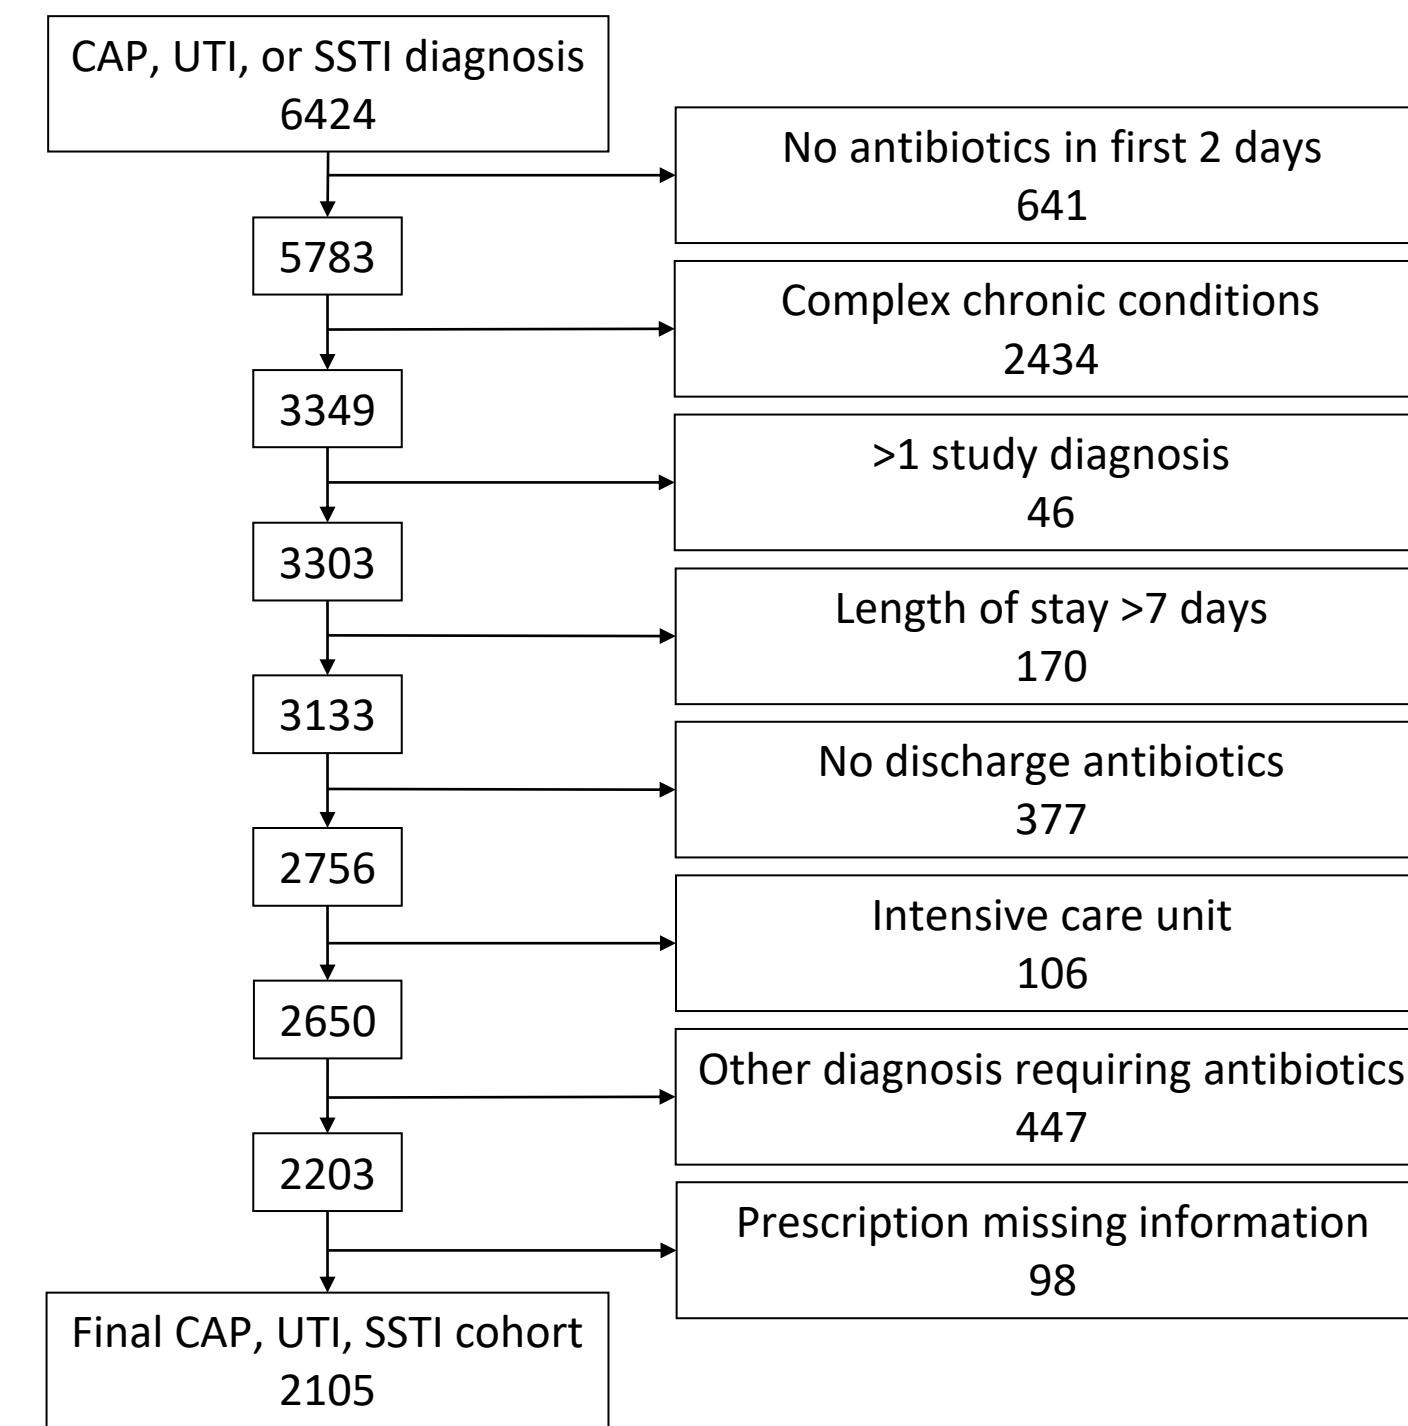 CAP, UTI, or SSTI diagnosis
6424
No antibiotics in first 2 days
641
5783
Complex chronic conditions
2434
3349
>1 study diagnosis
46
3303
Length of stay >7 days
170
3133
No discharge antibiotics
377
2756
Intensive care unit
106
2650
Other diagnosis requiring antibiotics
447
2203
Prescription missing information
98
Final CAP, UTI, SSTI cohort
2105